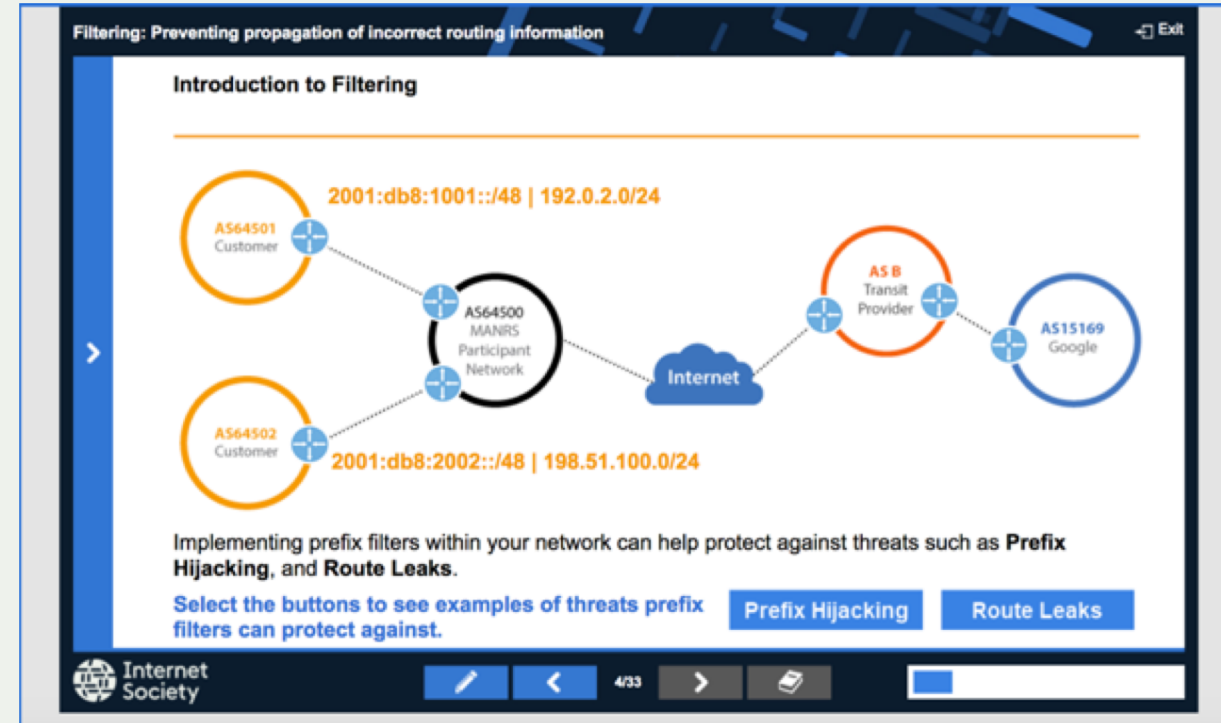 Filtering: Preventing propagation of incorrect routing information
Exit
Introduction to Filtering
2001:db8:1001::/48 | 192.0.2.0/24
AS64501
Customer
AS64500
MANRS
Participant
Network
Internet
AS B
Transit
Provider
AS15169
Google
AS64502
Customer
2001:db8:2002::/48 | 198.51.100.0/24
Implementing prefix filters within your network can help protect against threats such as Prefix
Hijacking, and Route Leaks.
Select the buttons to see examples of threats prefix
filters can protect against.
Prefix Hijacking
Route Leaks
Internet
Society
4/33